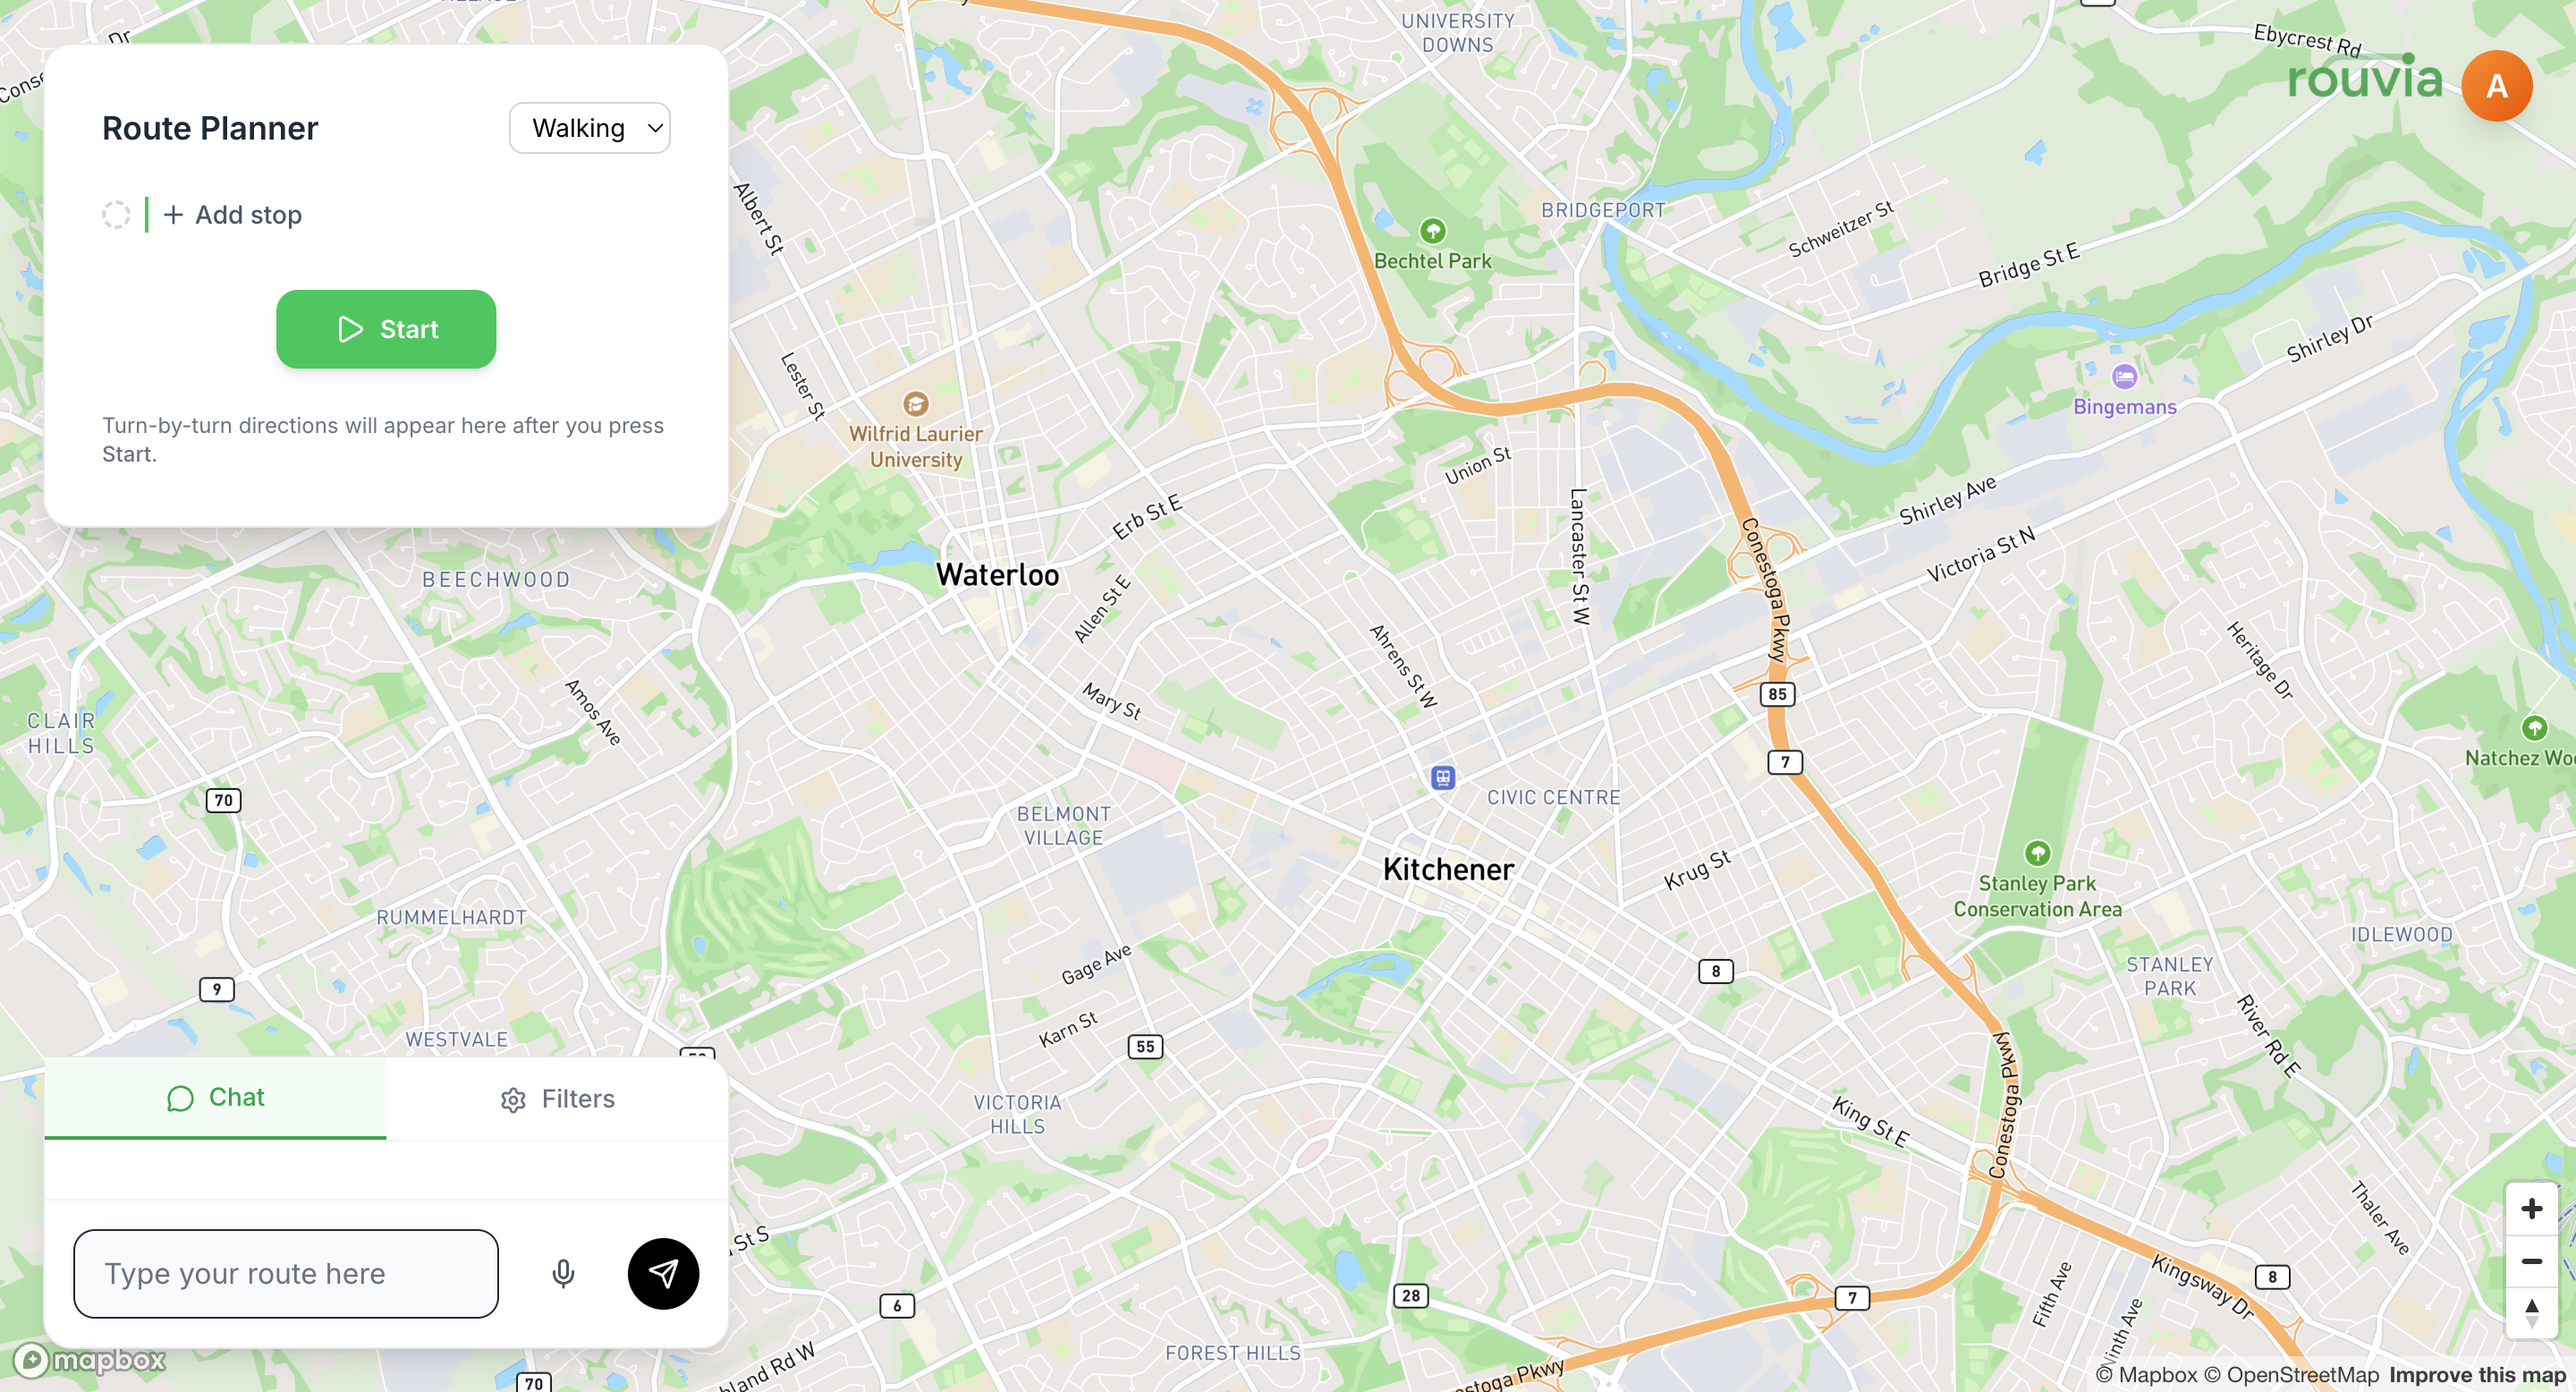 UNIVERSITY
DOWNS
Ebycrest Rd
rouvia
A
Dr
Route Planner
Walking
Add stop
Start
Turn-by-turn directions will appear here after you press
Start.
Albert St
Lester St
Bechtel Park
BRIDGEPORT
Schweitzer St
Bridge St E
Shirley Dr
Bingemans
Wilfrid Laurier
University
Union St
Erb St E
Lancaster St W
Shirley Ave
Victoria St N
Conestoga Pkwy
BEECHWOOD
Waterloo
Allen St E
Ahrens St W
Heritage Dr
Mary St
Amos Ave
CLAIR
HILLS
85
7
70
Natchez Woo
CIVIC CENTRE
BELMONT
VILLAGE
Kitchener
Krug St
Stanley Park
Conservation Area
RUMMELHARDT
IDLEWOOD
Gage Ave
8
STANLEY
PARK
9
Karn St
55
WESTVALE
River Rd E
Conestoga Pkwy
VICTORIA
HILLS
King St E
Conestoga Pkwy
Thaler Ave
Chat
Filters
Type your route here
St S
6
28
7
Kingsway Dr
8
Fifth Ave
Ninth Ave
FOREST HILLS
hland Rd W
nestoga Pkwy
70
mapbox
© Mapbox © OpenStreetMap Improve this map